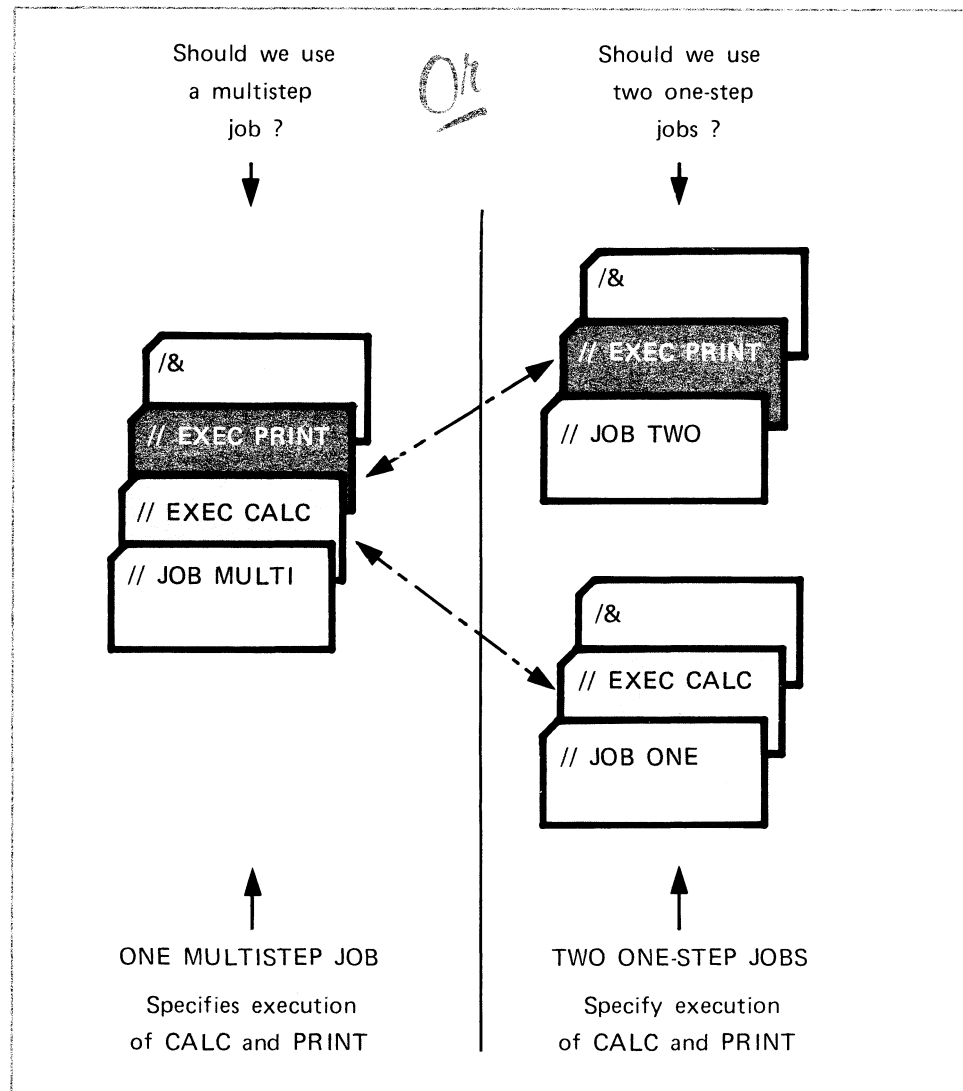 Should we use
a multistep
job ?
Or
Should we use
two one-step
jobs ?
/&
// EXEC PRINT
// EXEC CALC
// JOB MULTI
/&
// EXEC PRINT
// JOB TWO
/&
// EXEC CALC
// JOB ONE
ONE MULTISTEP JOB
Specifies execution
of CALC and PRINT
TWO ONE-STEP JOBS
Specify execution
of CALC and PRINT